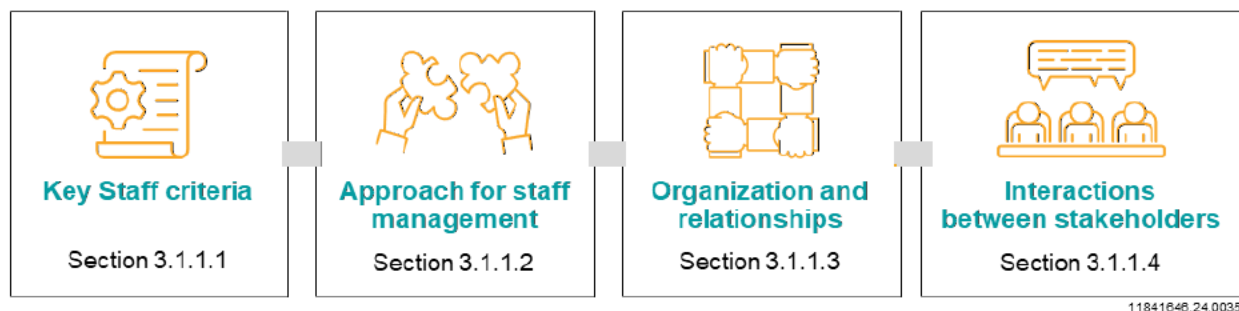 Key Staff criteria
Section 3.1.1.1
Approach for staff
management
Section 3.1.1.2
Organization and
relationships
Section 3.1.1.3
Interactions
between stakeholders
Section 3.1.1.4
11841646.24.0035